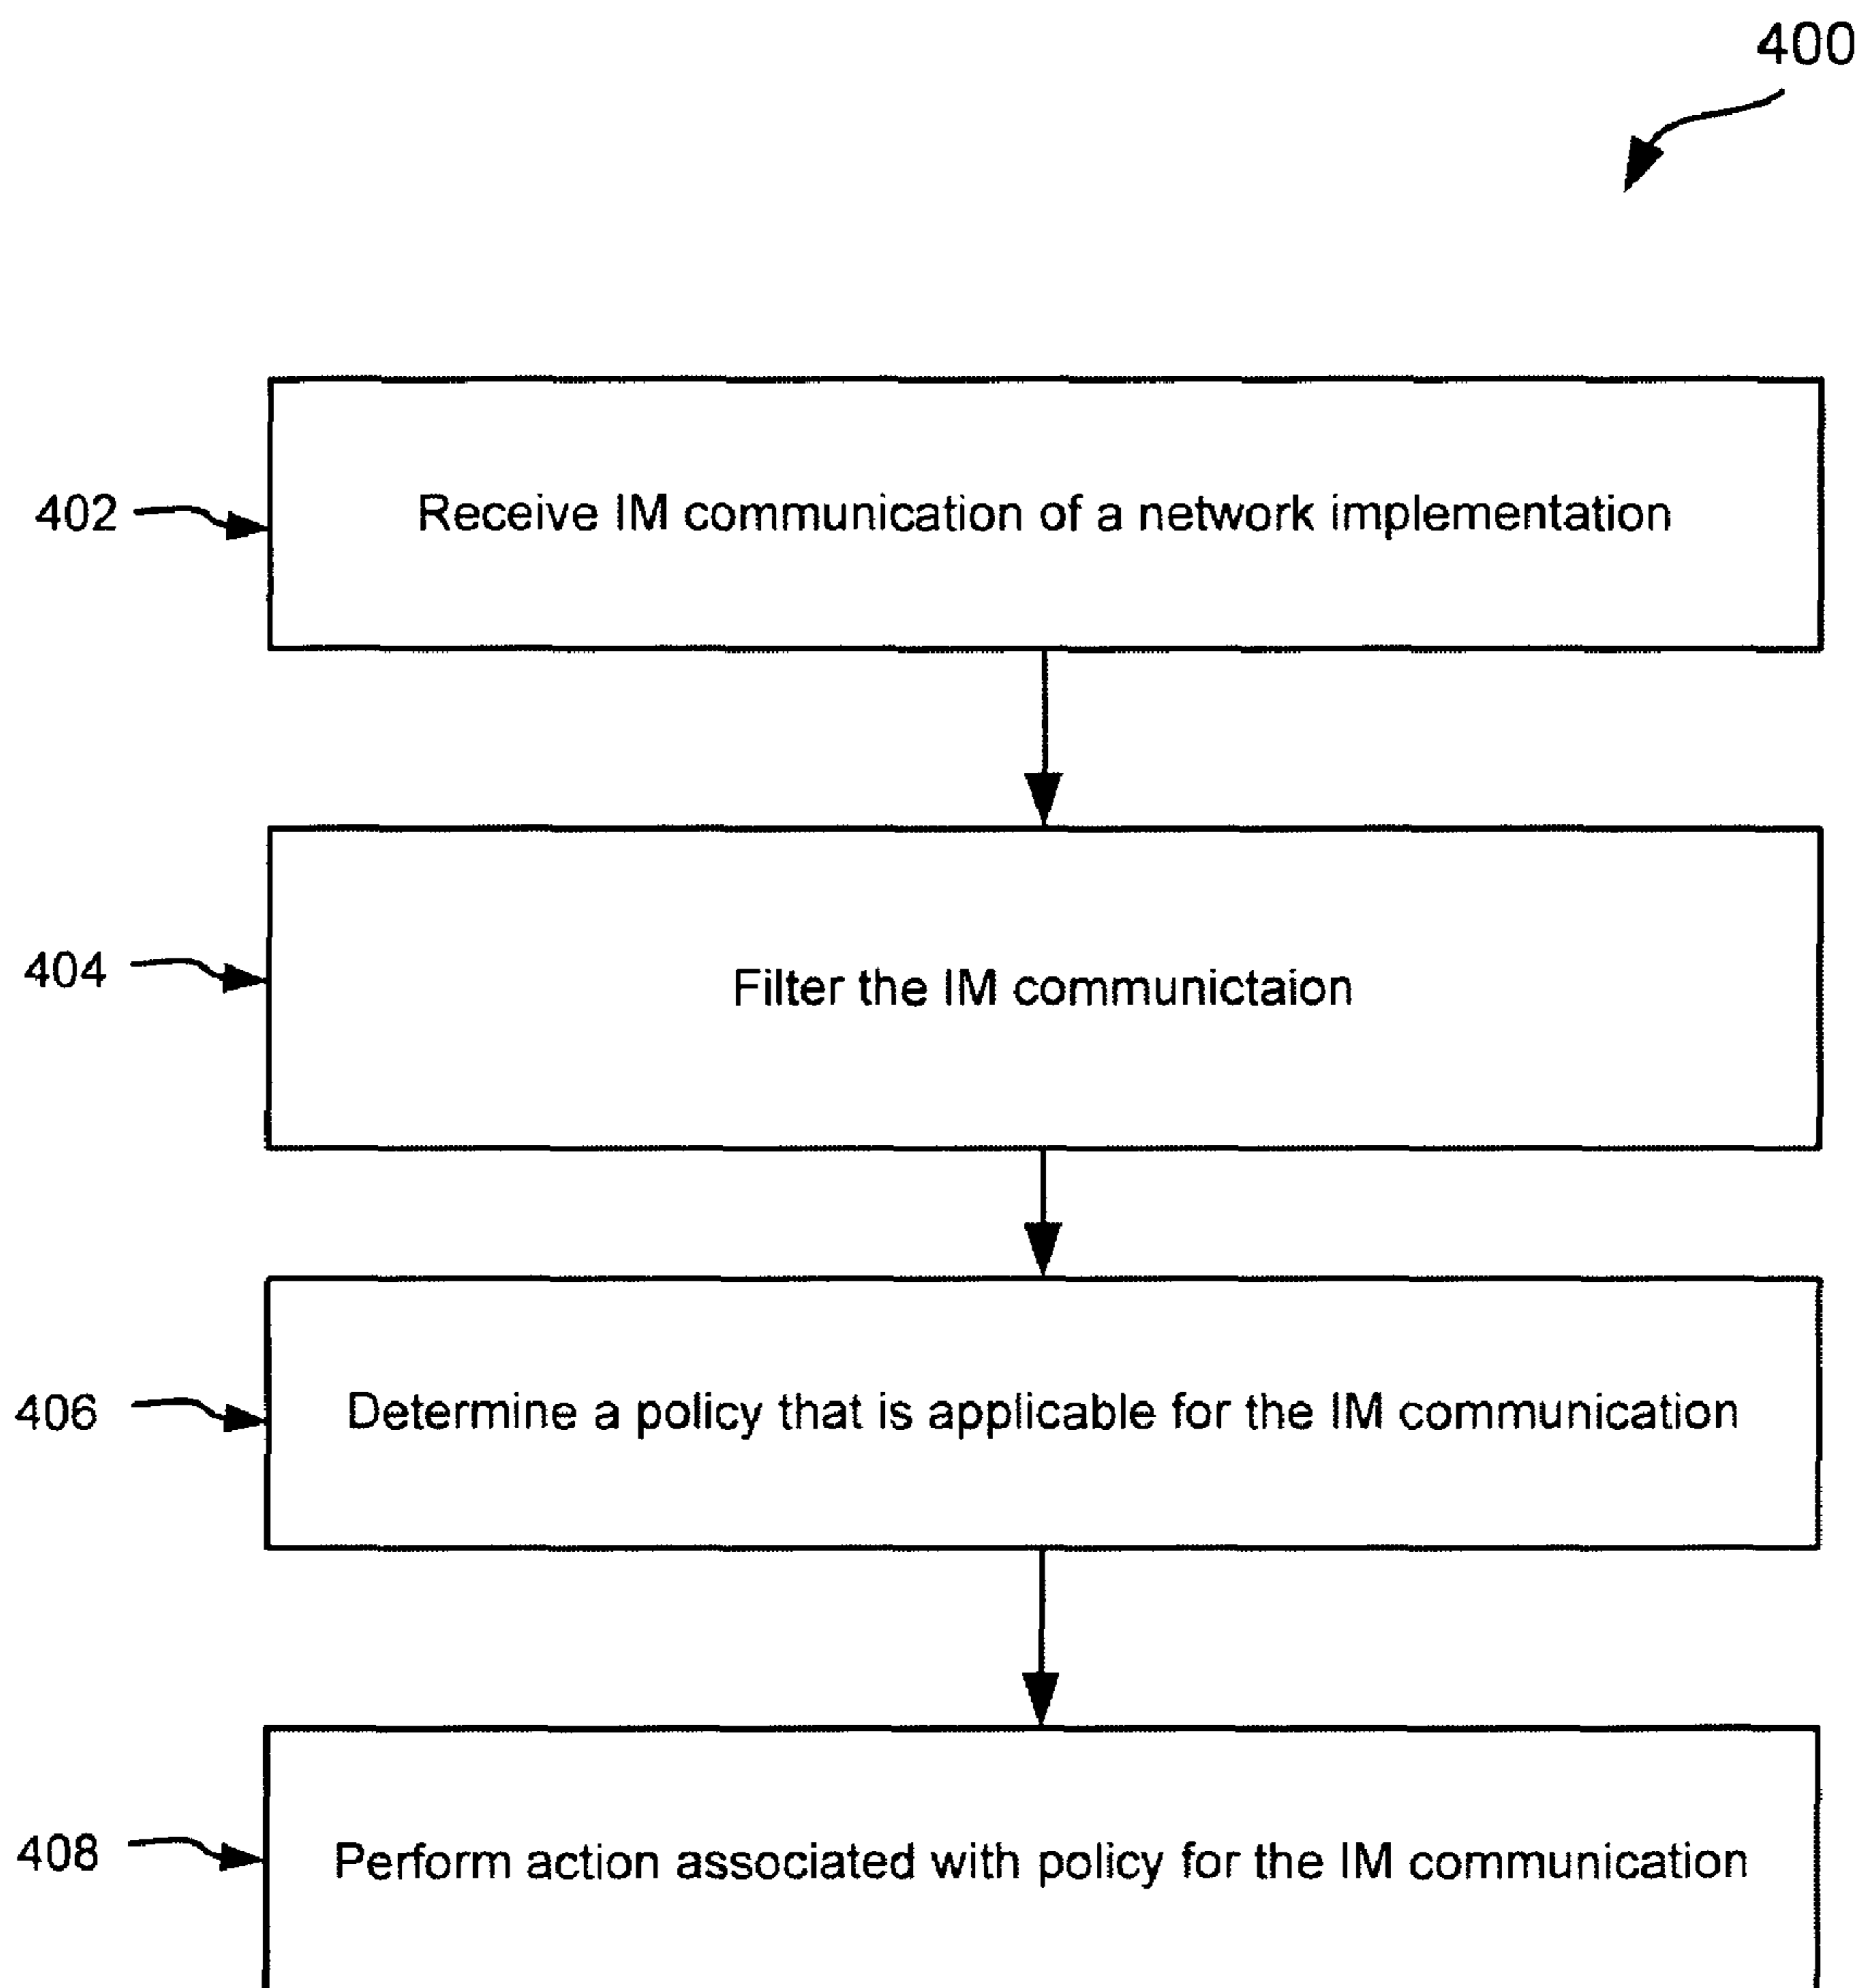 400
402
Receive IM communication of a network implementation
404
Filter the IM communictaion
406
Determine a policy that is applicable for the IM communication
408
Perform action associated with policy for the IM communication